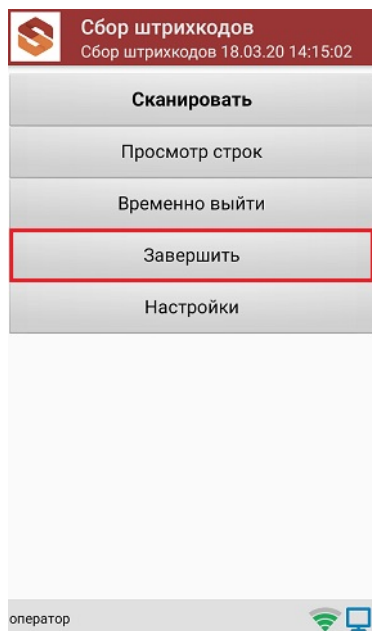 Сбор штрихкодов
Сбор штрихкодов 18.03.20 14:15:02
Сканировать
Просмотр строк
Временно выйти
Завершить
Настройки
оператор